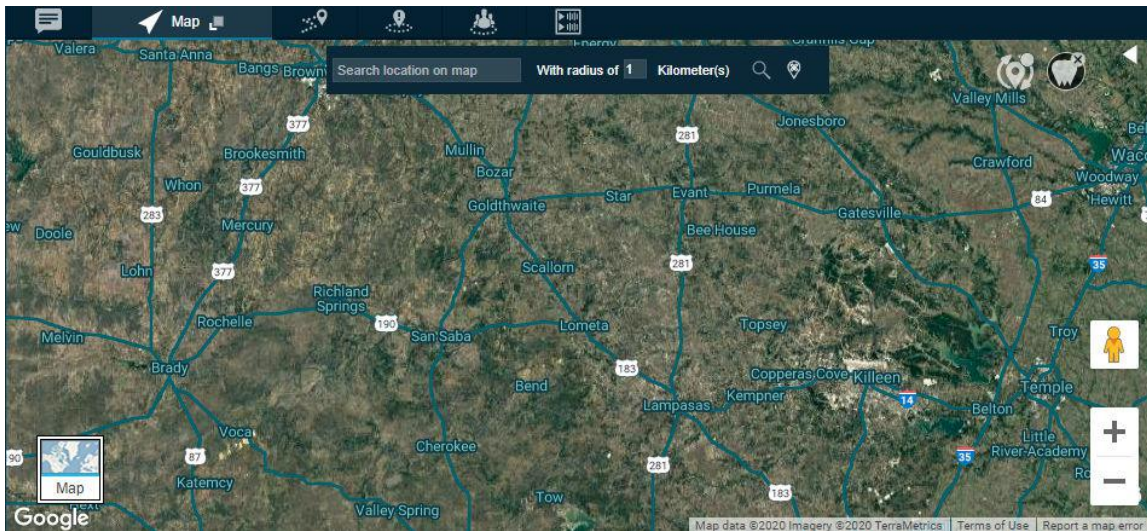 Map
Search location on map
With radius of 1 Kilometer(s)
Valera
Santa Anna
Bangs
Valley Mills
377
281
Jonesboro
Gouldbusk
Brookesmith
Mullin
Bozar
Crawford
Woodway
Hewitt
Whon
377
Star
Evant
Purmela
84
283
Goldthwaite
Gatesville
Doole
Mercury
Bee House
Lohn
377
Scallorn
281
35
Richland
Springs
Rochelle
190
San Saba
Lometa
Topsey
Troy
Melvin
Brady
183
Copperas Cove
Killeen
Bend
Kempner
14
Temple
Lampasas
Belton
Voca
Cherokee
Little
River-Academy
87
281
35
90
Map
Katemcy
Tow
183
Valley Spring
Google
Map data ©2020 Imagery ©2020 TerraMetrics
Terms of Use
Report a map error